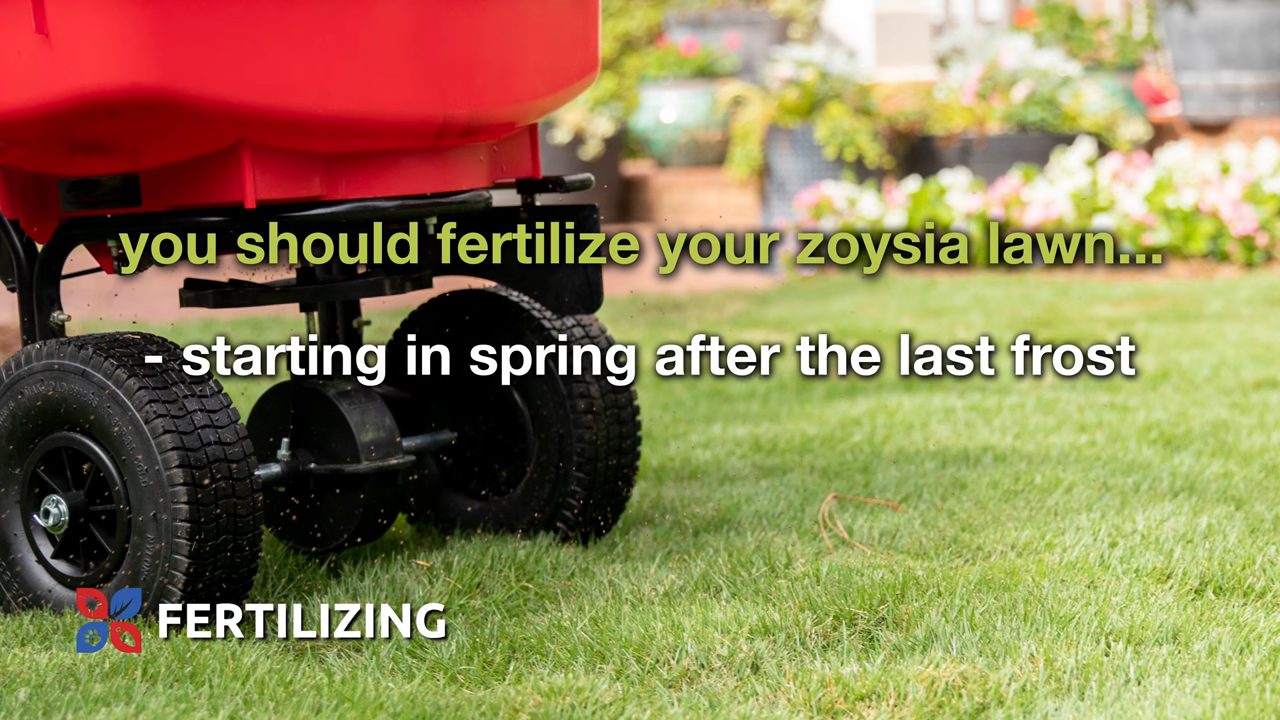 you should fertilize your zoysia lawn...
- starting in spring after the last frost
FERTILIZING